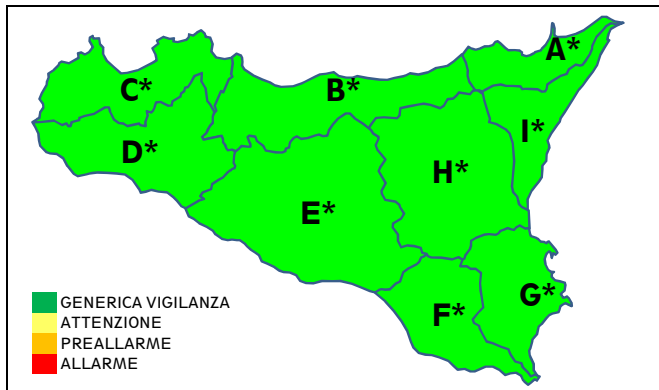 A*
C*
B*
I*
D*
H*
E*
G*
F*
GENERICA VIGILANZA
ATTENZIONE
PREALLARME
ALLARME